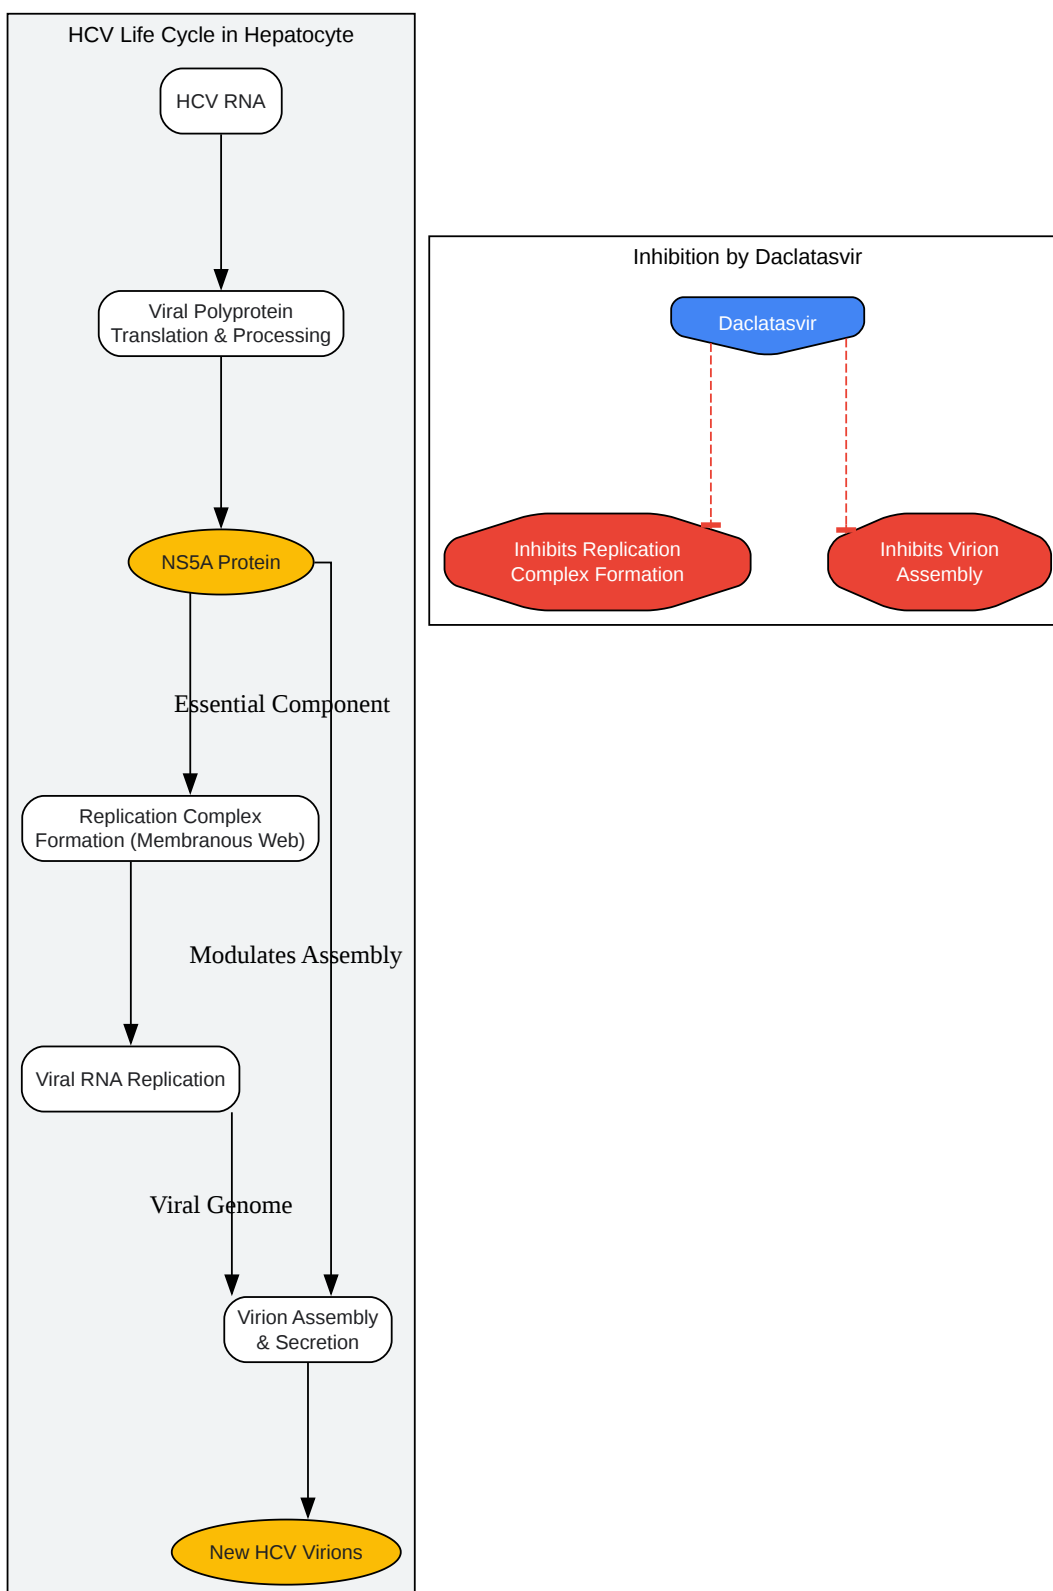 HCV Life Cycle in Hepatocyte
HCV RNA
Viral Polyprotein
Translation & Processing
NS5A Protein
Essential Component
Replication Complex
Formation (Membranous Web)
Modulates Assembly
Viral RNA Replication
Viral Genome
Virion Assembly
& Secretion
New HCV Virions
Inhibition by Daclatasvir
Daclatasvir
Inhibits Replication
Complex Formation
Inhibits Virion
Assembly